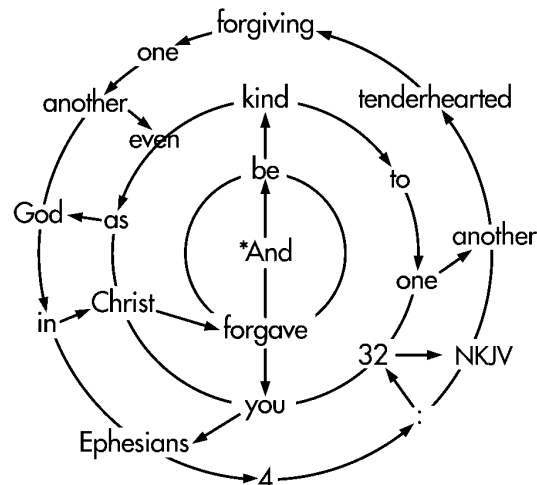 *And
be
kind
to
one
another
tenderhearted
forgiving
one
another
even
as
God
in
Christ
forgave
you
Ephesians
4
:
32
NKJV